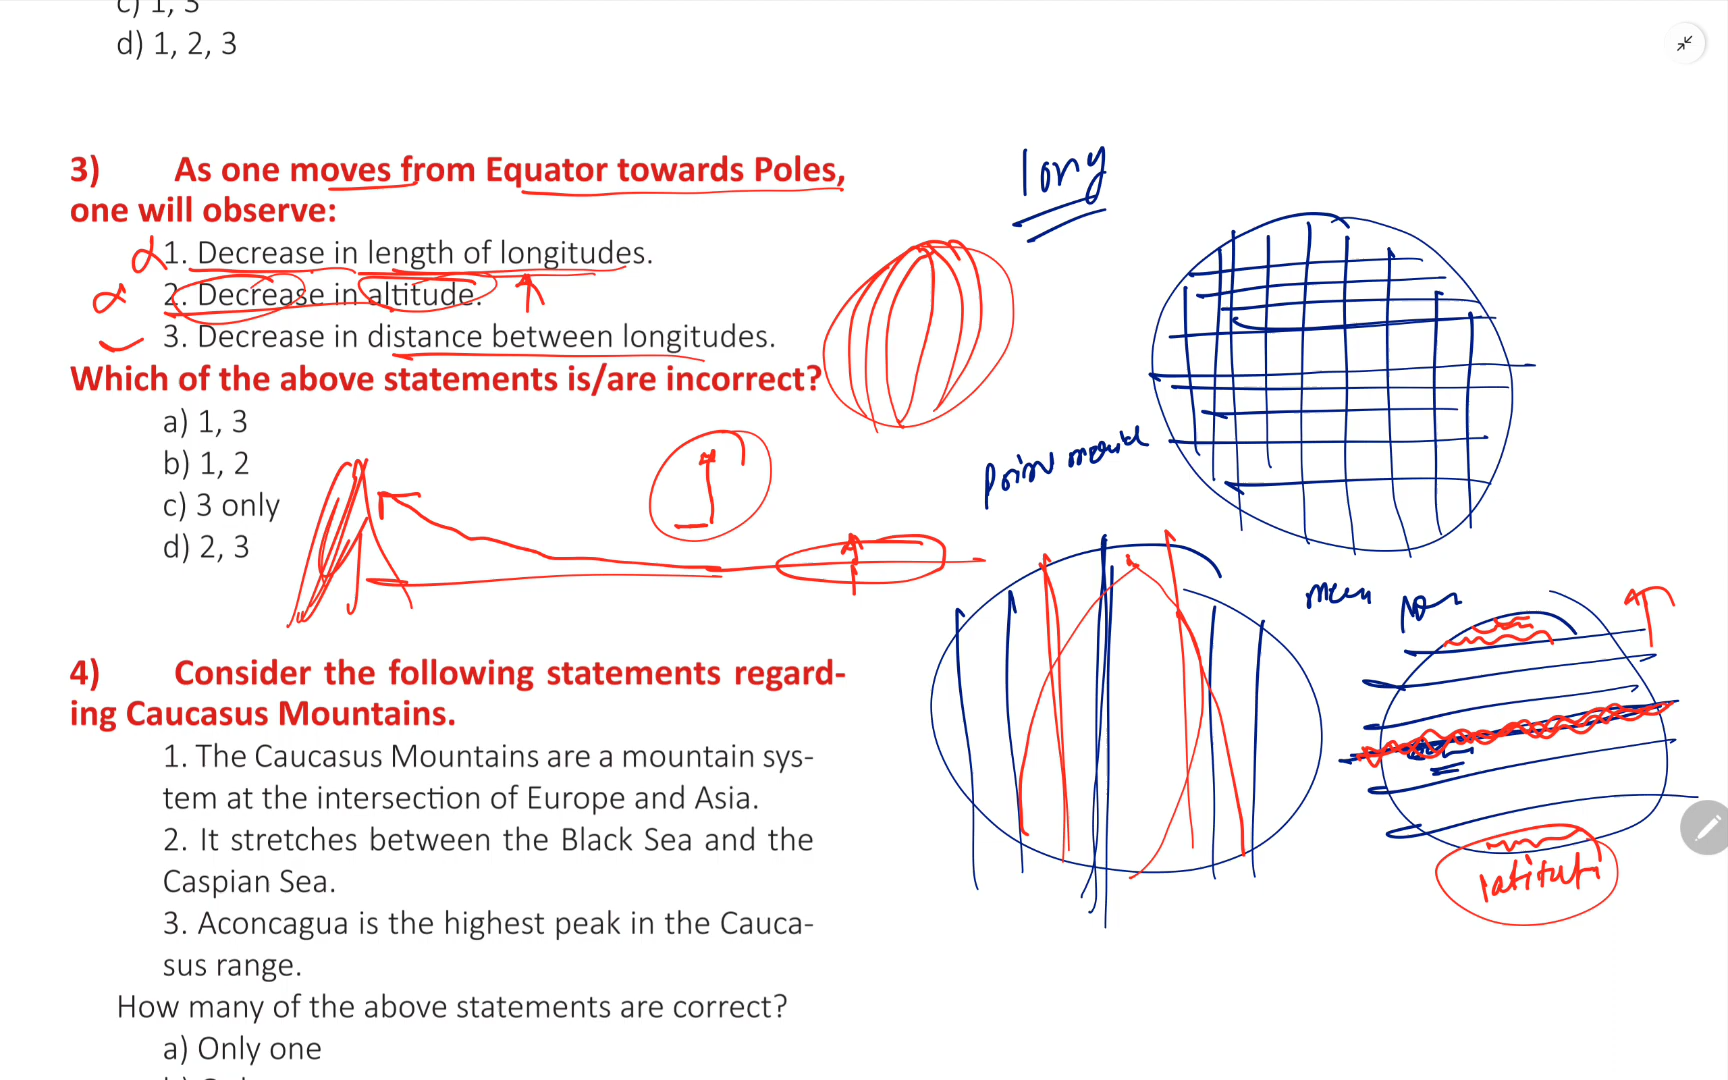 d) 1, 2, 3
3) As one moves from Equator towards Poles,
one will observe:
1. Decrease in length of longitudes.
2. Decrease in altitude.
3. Decrease in distance between longitudes.
Which of the above statements is/are incorrect?
a) 1, 3
b) 1, 2
c) 3 only
d) 2, 3
long
4) Consider the following statements regard-
ing Caucasus Mountains.
1. The Caucasus Mountains are a mountain sys-
tem at the intersection of Europe and Asia.
2. It stretches between the Black Sea and the
Caspian Sea.
3. Aconcagua is the highest peak in the Cauca-
sus range.
How many of the above statements are correct?
a) Only one